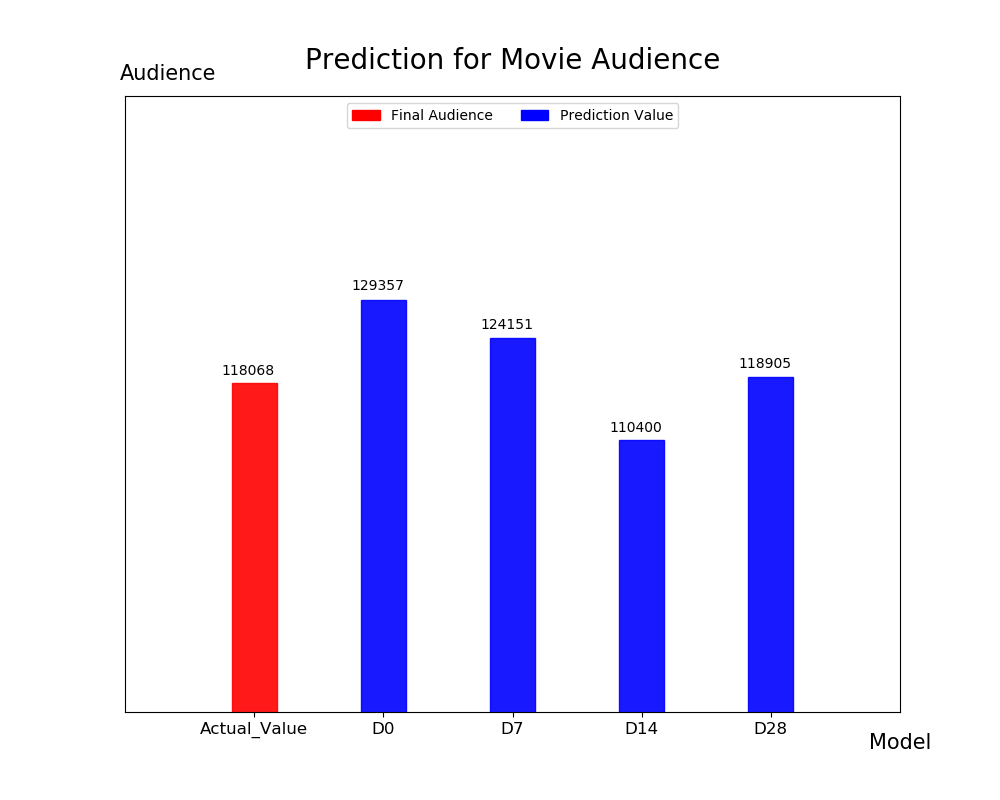 Prediction for Movie Audience
Audience
Final Audience Prediction Value
129357
124151
118068
118905
110400
Actual_Value D0 D7 D14 D28
Model